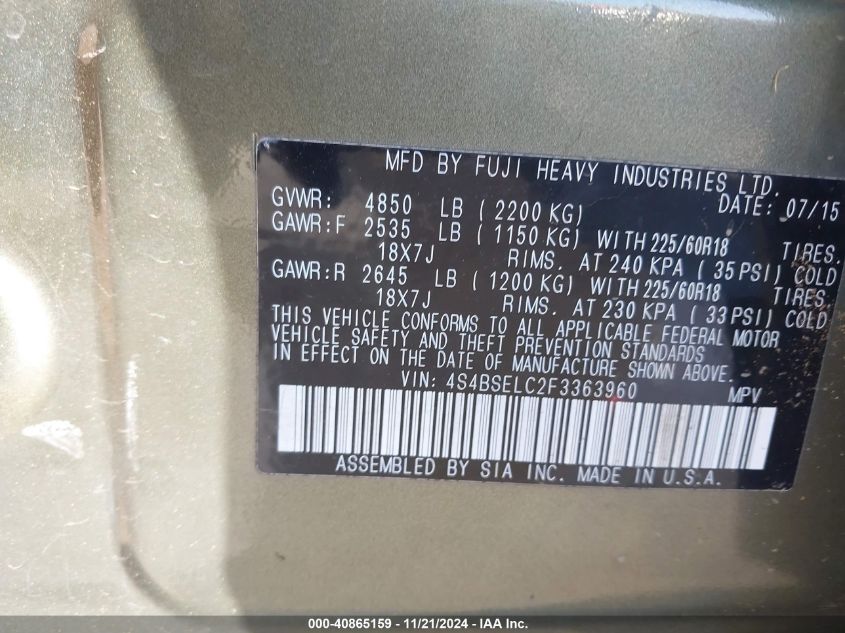 MFD BY FUJI HEAVY INDUSTRIES LTD.
GVWR: 4850 LB ( 2200 KG) DATE: 07/15
GAWR:F 2535 LB ( 1150 KG) WITH 225/60R18 TIRES.
18X7J RIMS. AT 240 KPA ( 35PSI) COLD
GAWR:R 2645 LB ( 1200 KG) WITH 225/60R18 TIRES.
18X7J RIMS. AT 230 KPA ( 33PSI) COLD
THIS VEHICLE CONFORMS TO ALL APPLICABLE FEDERAL MOTOR
VEHICLE SAFETY AND THEFT PREVENTION STANDARDS
IN EFFECT ON THE DATE OF MANUFACTURE SHOWN ABOVE.
VIN: 4S4BSELC2F3363960 MPV
ASSEMBLED BY SIA INC. MADE IN U.S.A.
000-40865159 - 11/21/2024 - IAA Inc.